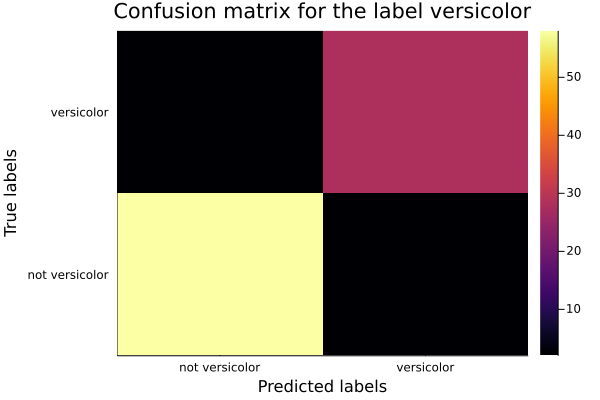 Confusion matrix for the label versicolor
True labels
versicolor
not versicolor
not versicolor
versicolor
Predicted labels
50
40
30
20
10